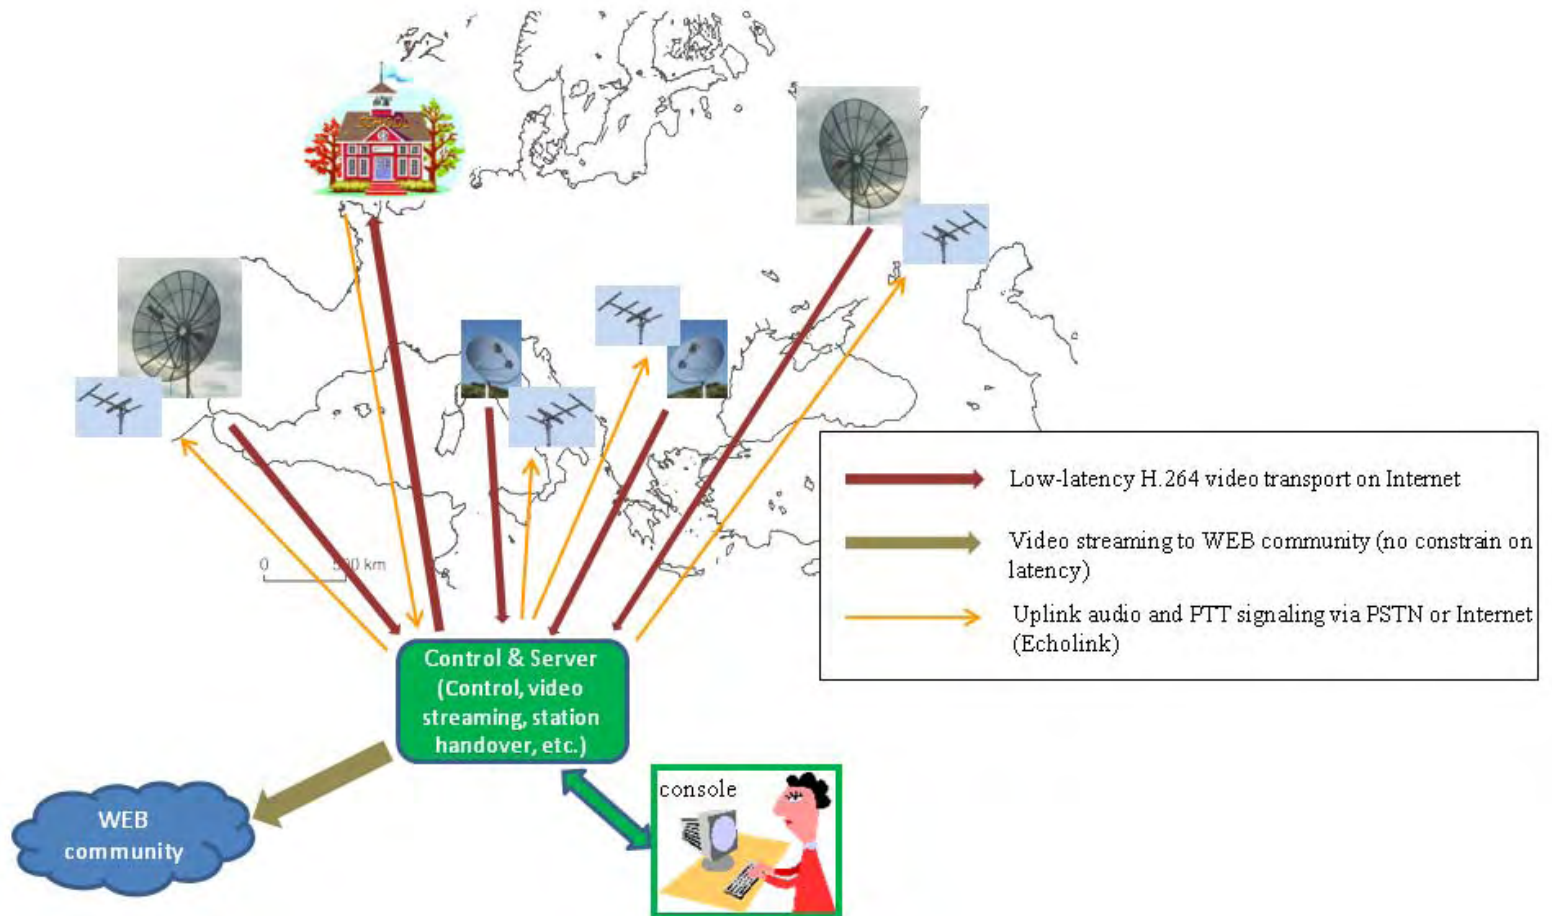 SCHOOL
0 500 km
Low-latency H.264 video transport on Internet
Video streaming to WEB community (no constrain on
latency)
Uplink audio and PTT signaling via PSTN or Internet
(Echolink)
Control & Server
(Control, video
streaming, station
handover, etc.)
console
WEB
community